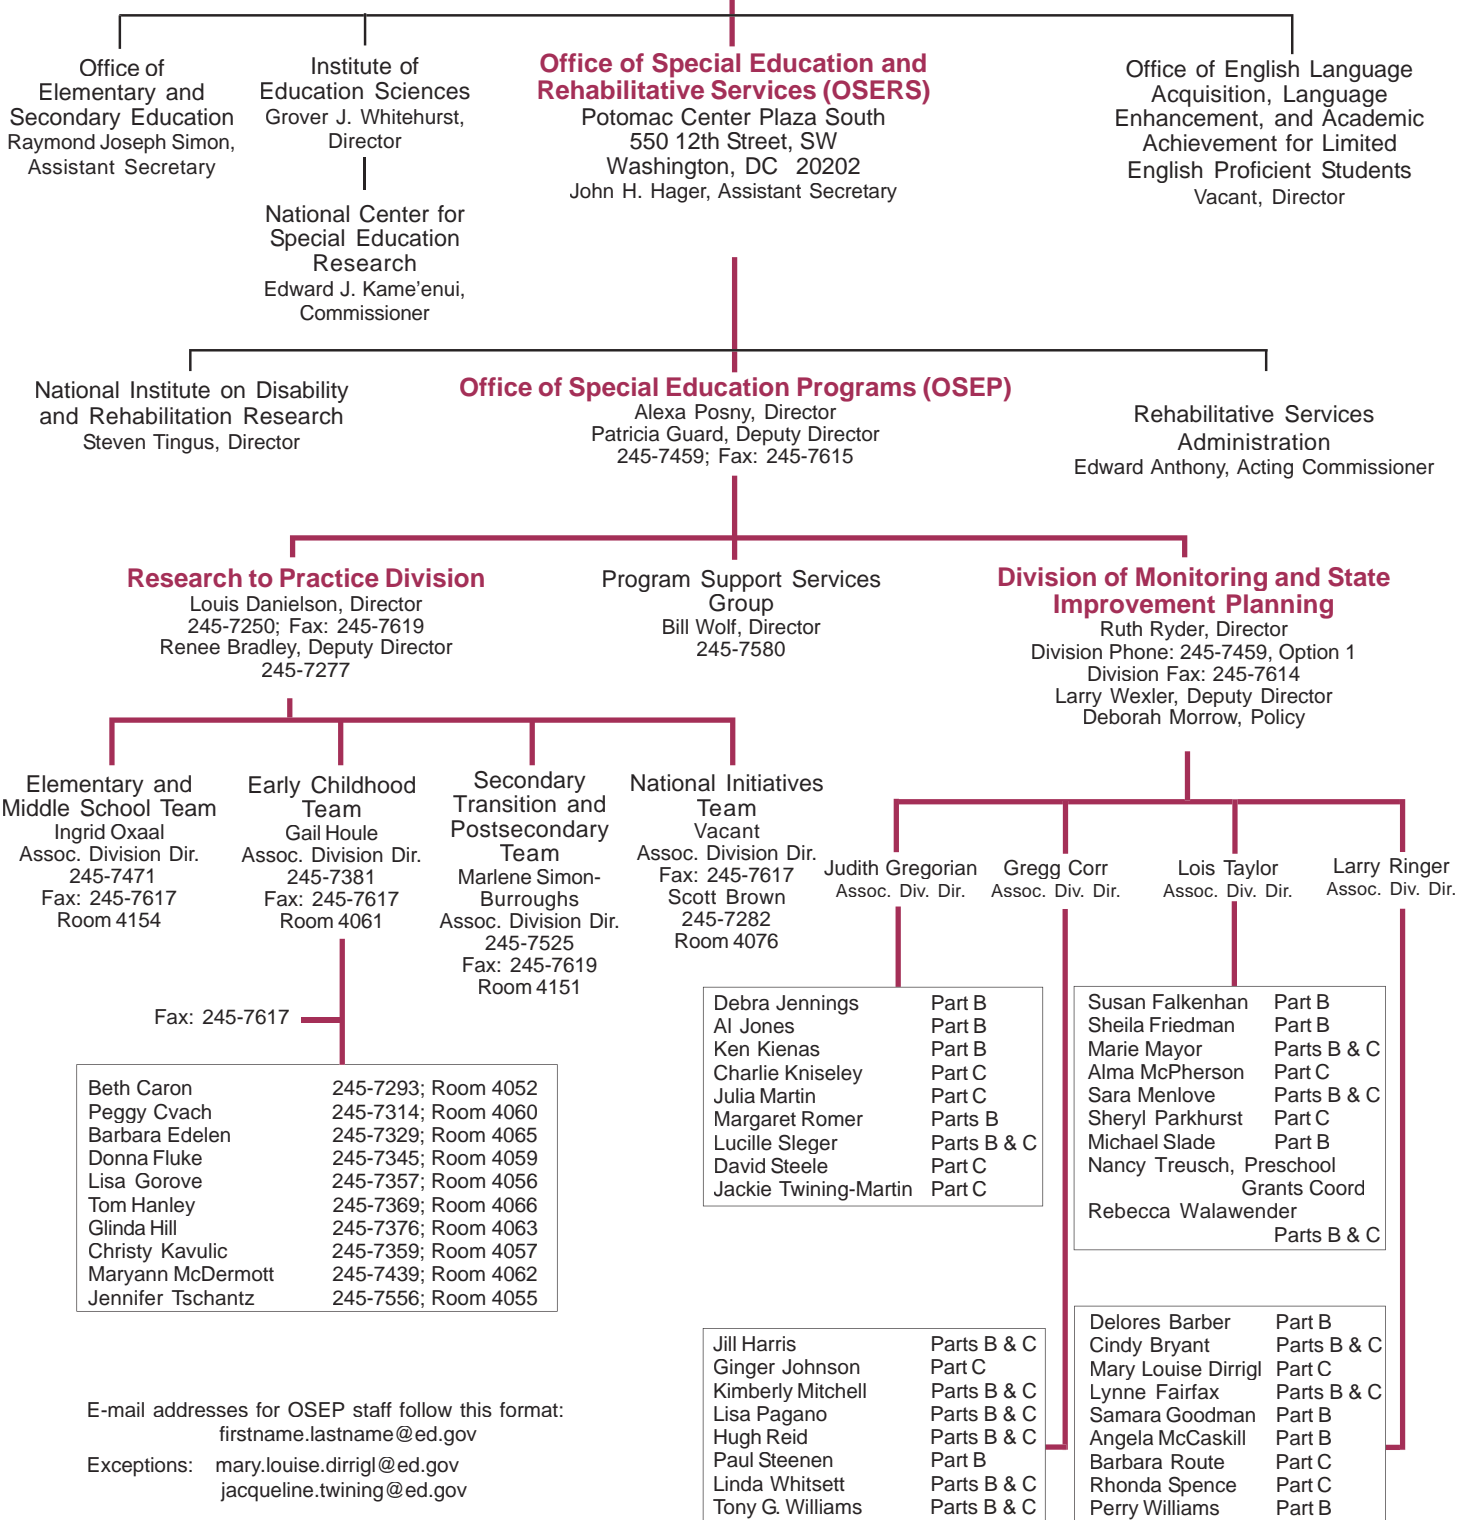 Office of
Elementary and
Secondary Education
Raymond Joseph Simon,
Assistant Secretary
Institute of
Education Sciences
Grover J. Whitehurst,
Director
National Center for
Special Education
Research
Edward J. Kame'enui,
Commissioner
Office of Special Education and
Rehabilitative Services (OSERS)
Potomac Center Plaza South
550 12th Street, SW
Washington, DC 20202
John H. Hager, Assistant Secretary
Office of English Language
Acquisition, Language
Enhancement, and Academic
Achievement for Limited
English Proficient Students
Vacant, Director
National Institute on Disability
and Rehabilitation Research
Steven Tingus, Director
Office of Special Education Programs (OSEP)
Alexa Posny, Director
Patricia Guard, Deputy Director
245-7459; Fax: 245-7615
Rehabilitative Services
Administration
Edward Anthony, Acting Commissioner
Research to Practice Division
Louis Danielson, Director
245-7250; Fax: 245-7619
Renee Bradley, Deputy Director
245-7277
Program Support Services
Group
Bill Wolf, Director
245-7580
Division of Monitoring and State
Improvement Planning
Ruth Ryder, Director
Division Phone: 245-7459, Option 1
Division Fax: 245-7614
Larry Wexler, Deputy Director
Deborah Morrow, Policy
Elementary and
Middle School Team
Ingrid Oxaal
Assoc. Division Dir.
245-7471
Fax: 245-7617
Room 4154
Early Childhood
Team
Gail Houle
Assoc. Division Dir.
245-7381
Fax: 245-7617
Room 4061
Secondary
Transition and
Postsecondary
Team
Marlene Simon-
Burroughs
Assoc. Division Dir.
245-7525
Fax: 245-7619
Room 4151
National Initiatives
Team
Vacant
Assoc. Division Dir.
Fax: 245-7617
Scott Brown
245-7282
Room 4076
Judith Gregorian
Assoc. Div. Dir.
Gregg Corr
Assoc. Div. Dir.
Lois Taylor
Assoc. Div. Dir.
Larry Ringer
Assoc. Div. Dir.
Fax: 245-7617
Beth Caron 245-7293; Room 4052
Peggy Cvach 245-7314; Room 4060
Barbara Edelen 245-7329; Room 4065
Donna Fluke 245-7345; Room 4059
Lisa Gorove 245-7357; Room 4056
Tom Hanley 245-7369; Room 4066
Glinda Hill 245-7376; Room 4063
Christy Kavulic 245-7359; Room 4057
Maryann McDermott 245-7439; Room 4062
Jennifer Tschantz 245-7556; Room 4055
Debra Jennings Part B
Al Jones Part B
Ken Kienas Part B
Charlie Kniseley Part C
Julia Martin Part C
Margaret Romer Parts B
Lucille Sleger Parts B & C
David Steele Part C
Jackie Twining-Martin Part C
Susan Falkenhan Part B
Sheila Friedman Part B
Marie Mayor Parts B & C
Alma McPherson Part C
Sara Menlove Parts B & C
Sheryl Parkhurst Part C
Michael Slade Part B
Nancy Treusch, Preschool
Grants Coord
Rebecca Walawender
Parts B & C
Jill Harris Parts B & C
Ginger Johnson Part C
Kimberly Mitchell Parts B & C
Lisa Pagano Parts B & C
Hugh Reid Parts B & C
Paul Steenen Part B
Linda Whitsett Parts B & C
Tony G. Williams Parts B & C
Delores Barber Part B
Cindy Bryant Parts B & C
Mary Louise Dirrigl Part C
Lynne Fairfax Parts B & C
Samara Goodman Part B
Angela McCaskill Part B
Barbara Route Part C
Rhonda Spence Part C
Perry Williams Part B
E-mail addresses for OSEP staff follow this format:
firstname.lastname@ed.gov
Exceptions: mary.louise.dirrigl@ed.gov
jacqueline.twining@ed.gov